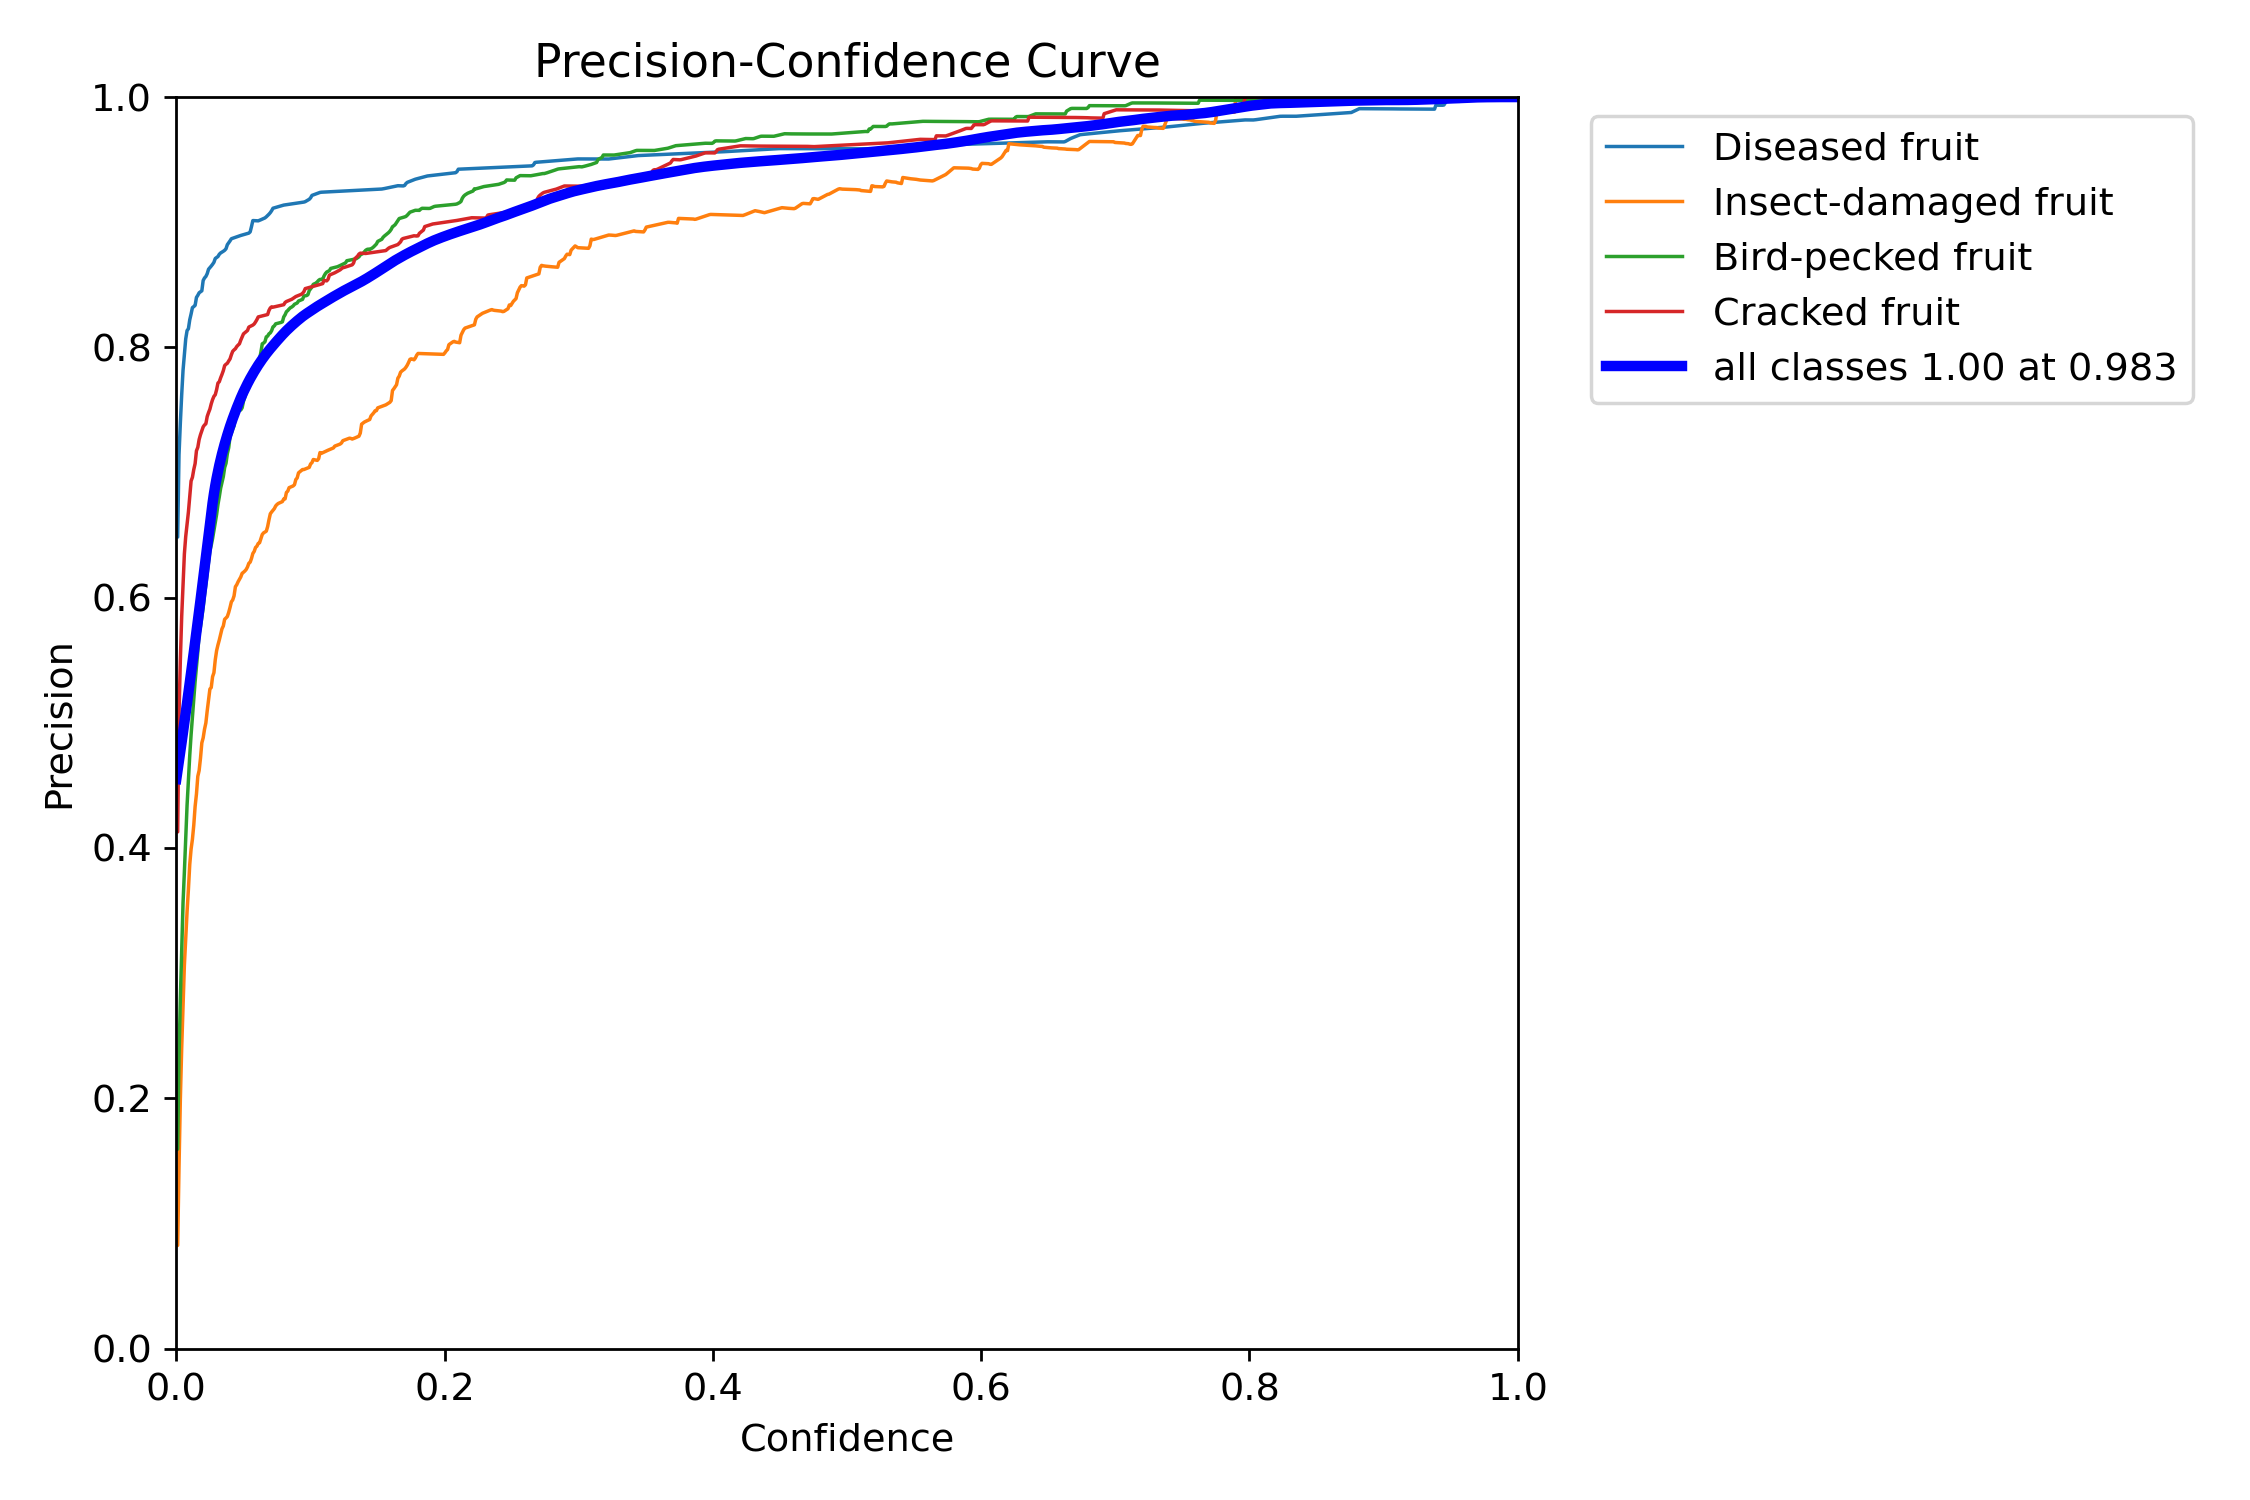 Precision-Confidence Curve
1.0
0.8
0.6
0.4
0.2
0.0
Precision
0.0 0.2 0.4 0.6 0.8 1.0
Confidence
Diseased fruit
Insect-damaged fruit
Bird-pecked fruit
Cracked fruit
all classes 1.00 at 0.983